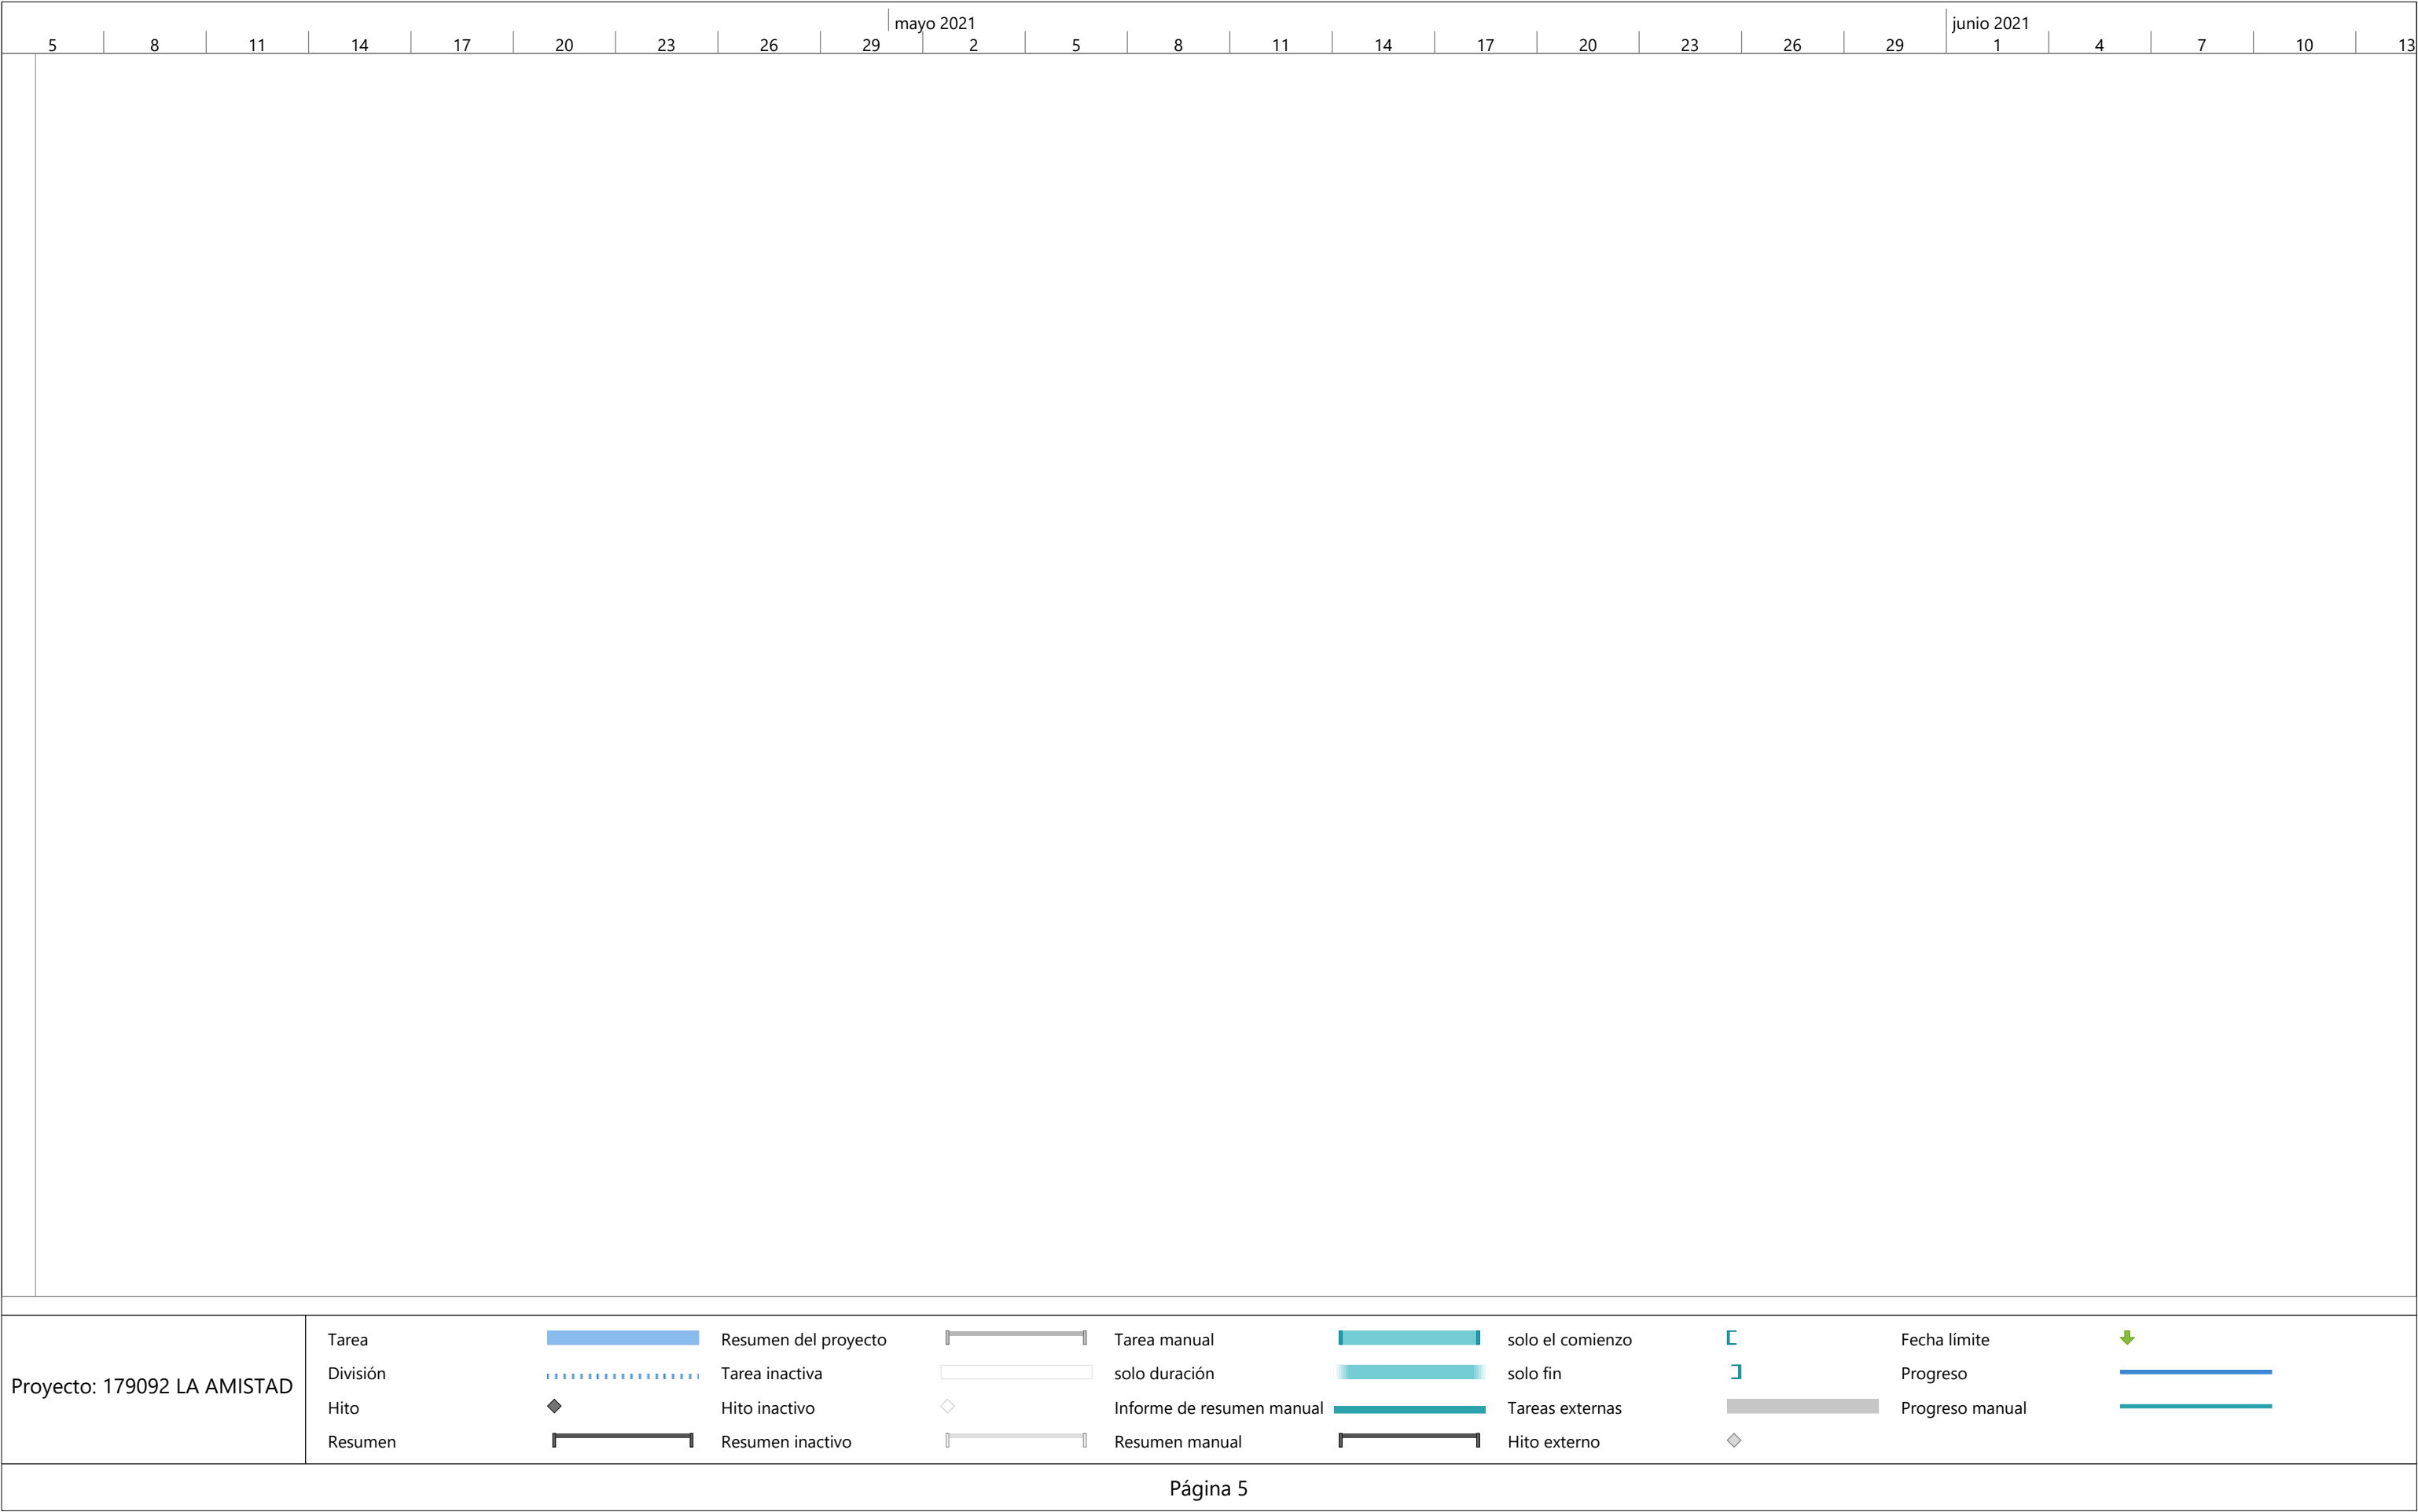 mayo 2021 junio 2021
5 8 11 14 17 20 23 26 29 2 5 8 11 14 17 20 23 26 29 1 4 7 10 13
Proyecto: 179092 LA AMISTAD
Tarea Resumen del proyecto Tarea manual solo el comienzo Fecha límite
División Tarea inactiva solo duración solo fin Progreso
Hito Hito inactivo Informe de resumen manual Tareas externas Progreso manual
Resumen Resumen inactivo Resumen manual Hito externo
Página 5